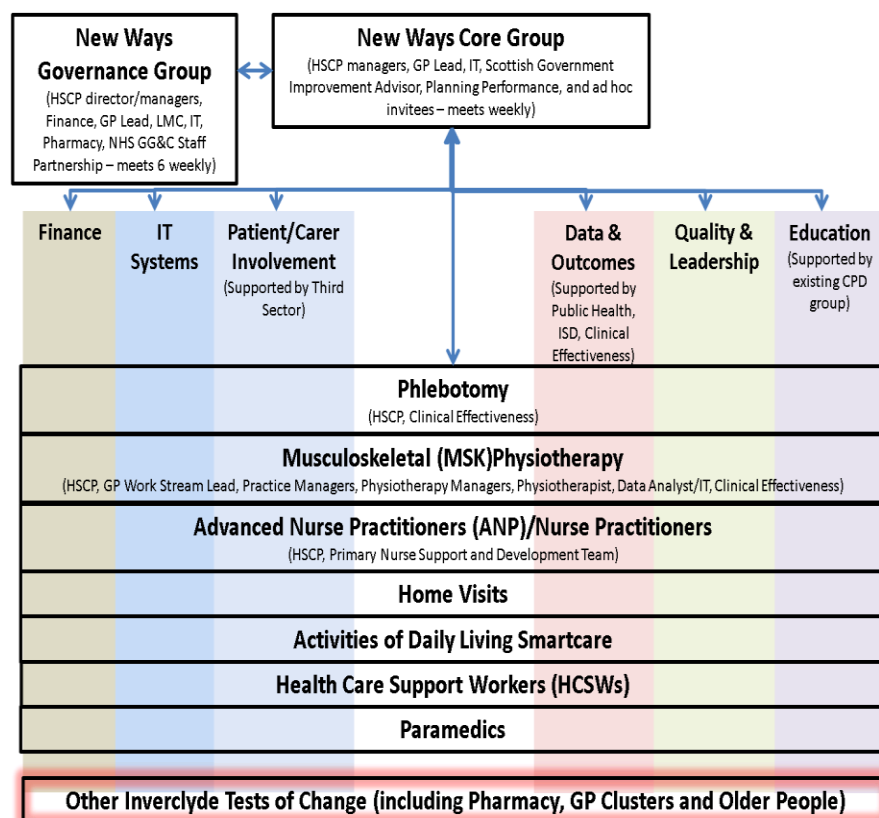 New Ways
Governance Group
(HSCP director/managers,
Finance, GP Lead, LMC, IT,
Pharmacy, NHS GG&C Staff
Partnership – meets 6 weekly)
New Ways Core Group
(HSCP managers, GP Lead, IT, Scottish Government
Improvement Advisor, Planning Performance, and ad hoc
invitees – meets weekly)
Finance
IT
Systems
Patient/Carer
Involvement
(Supported by Third
Sector)
Data &
Outcomes
(Supported by
Public Health,
ISD, Clinical
Effectiveness)
Quality &
Leadership
Education
(Supported by
existing CPD
group)
Phlebotomy
(HSCP, Clinical Effectiveness)
Musculoskeletal (MSK)Physiotherapy
(HSCP, GP Work Stream Lead, Practice Managers, Physiotherapy Managers, Physiotherapist, Data Analyst/IT, Clinical Effectiveness)
Advanced Nurse Practitioners (ANP)/Nurse Practitioners
(HSCP, Primary Nurse Support and Development Team)
Home Visits
Activities of Daily Living Smartcare
Health Care Support Workers (HCSWs)
Paramedics
Other Inverclyde Tests of Change (including Pharmacy, GP Clusters and Older People)